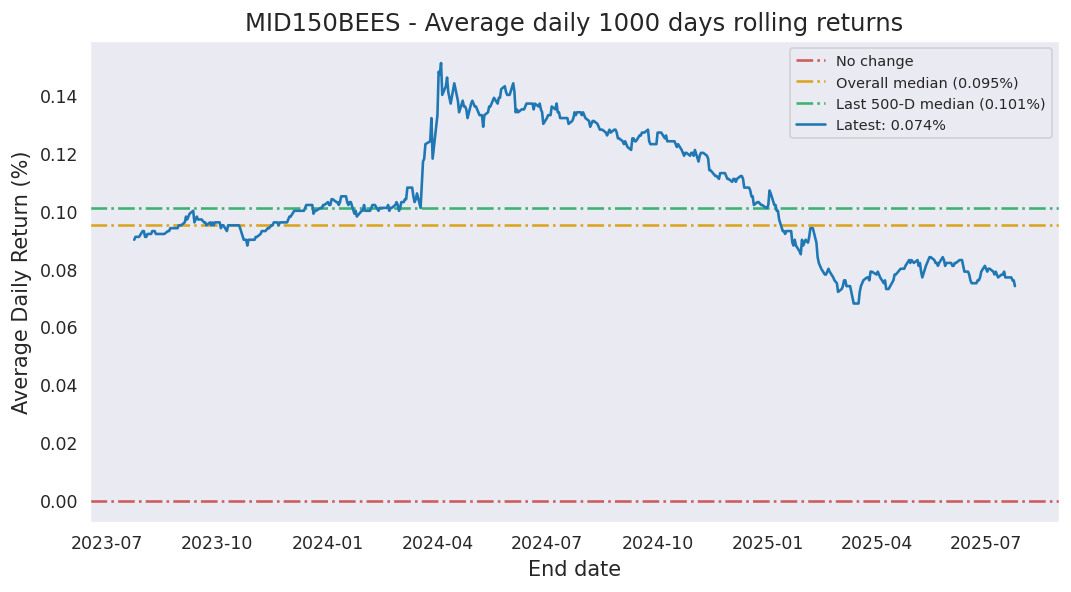 MID150BEES - Average daily 1000 days rolling returns
No change
Overall median (0.095%)
Last 500-D median (0.101%)
Latest: 0.074%
Average Daily Return (%)
0.14
0.12
0.10
0.08
0.06
0.04
0.02
0.00
2023-07 2023-10 2024-01 2024-04 2024-07 2024-10 2025-01 2025-04 2025-07
End date